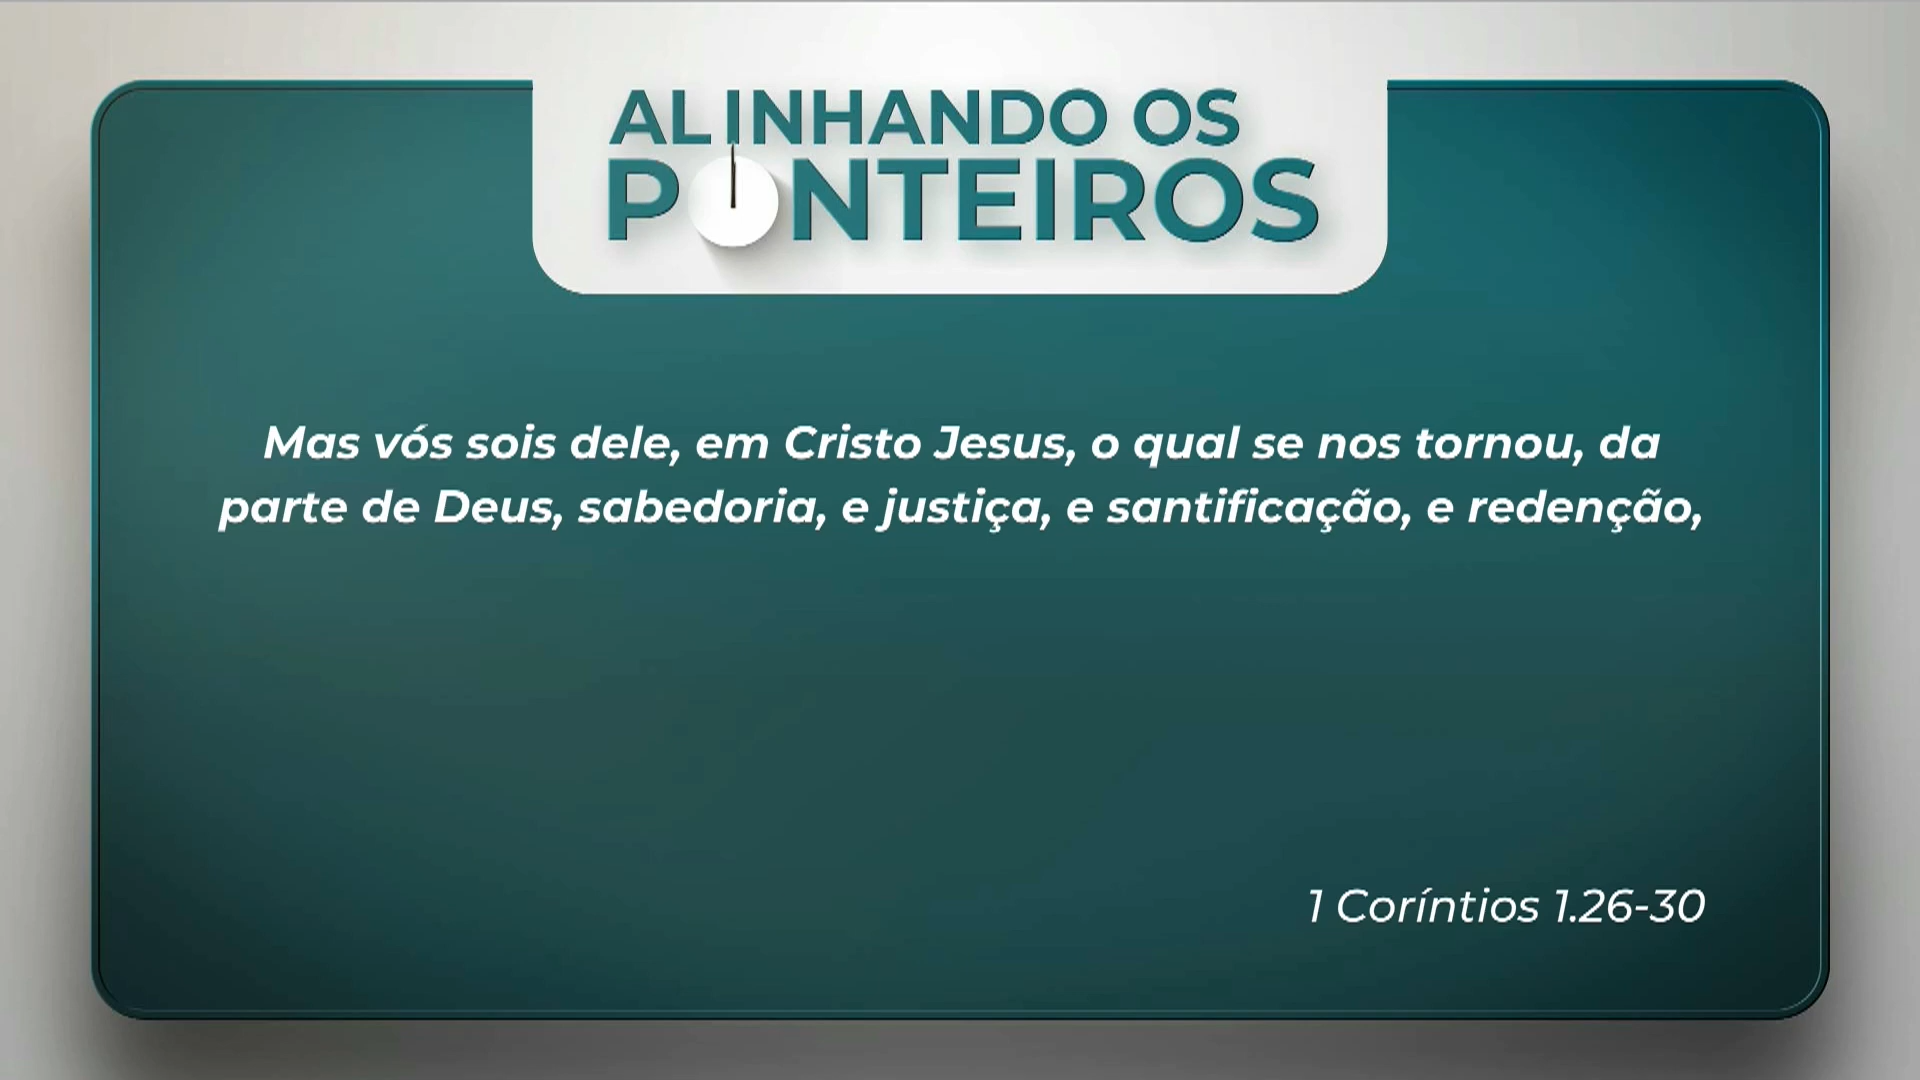 ALINHANDO OS
PONTEIROS
Mas vós sois dele, em Cristo Jesus, o qual se nos tornou, da
parte de Deus, sabedoria, e justiça, e santificação, e redenção,
1 Coríntios 1.26-30